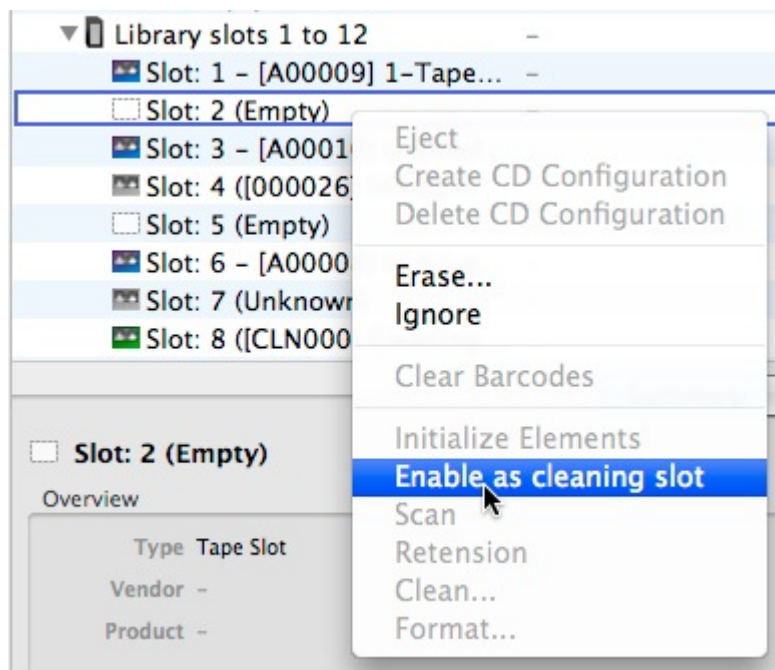 Library slots 1 to 12 –
Slot: 1 – [A00009] 1-Tape... –
Slot: 2 (Empty)
Slot: 3 – [A0001
Slot: 4 ([000026]
Slot: 5 (Empty)
Slot: 6 – [A0000
Slot: 7 (Unknown
Slot: 8 ([CLN000
Eject
Create CD Configuration
Delete CD Configuration
Erase...
Ignore
Clear Barcodes
Initialize Elements
Enable as cleaning slot
Scan
Retension
Clean...
Format...
Slot: 2 (Empty)
Overview
Type Tape Slot
Vendor –
Product –